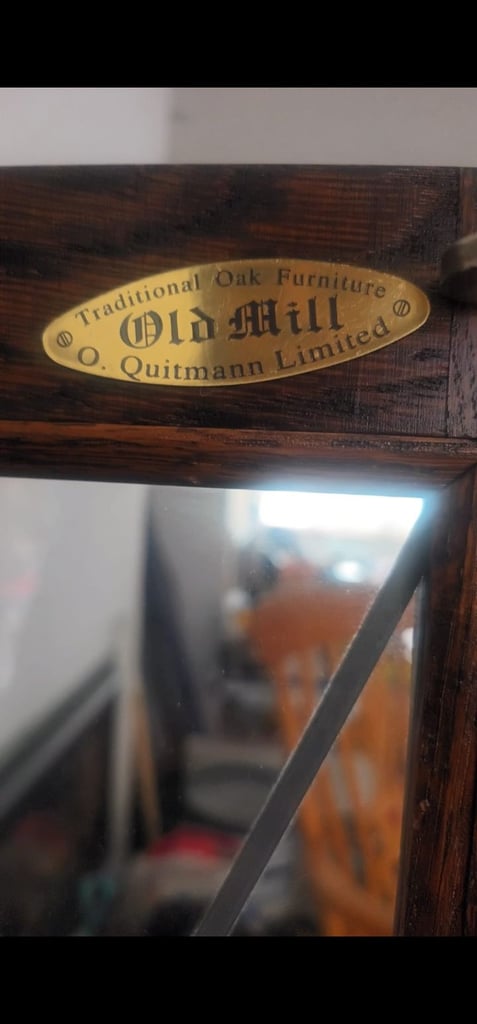 Traditional Oak Furniture
Old Mill
O. Quitmann Limited